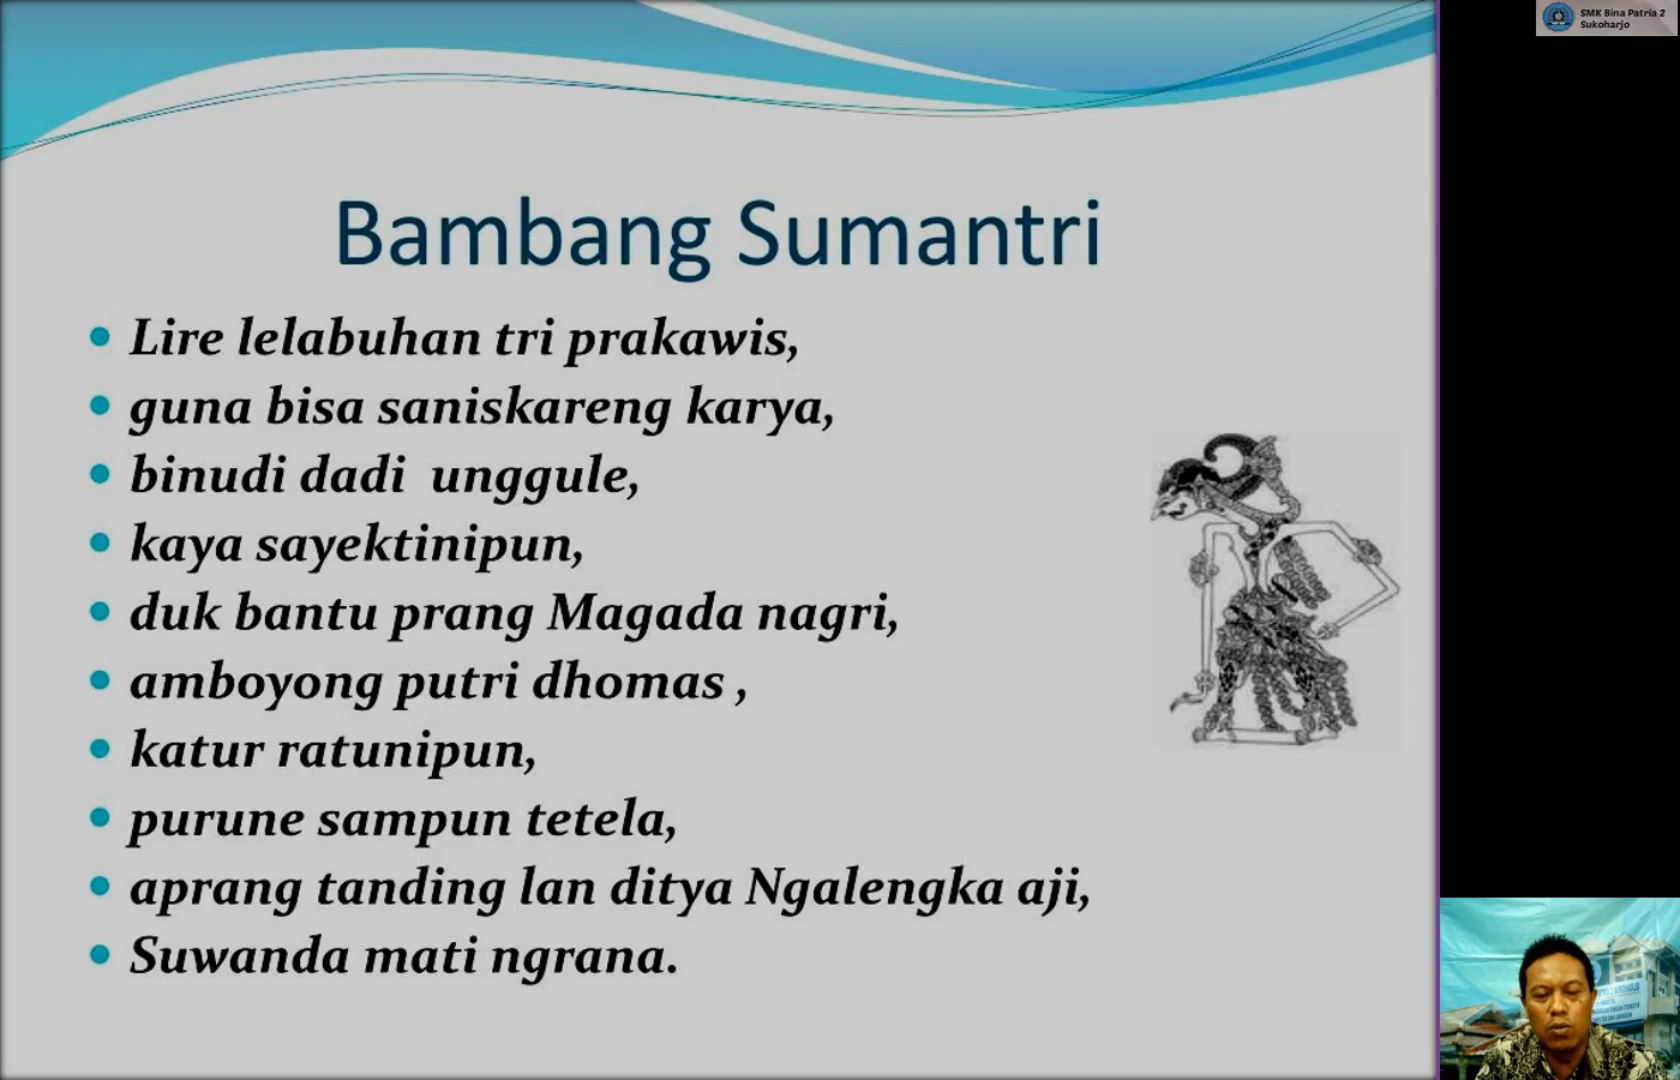 SMK Bina Patria 2
Sukoharjo
Bambang Sumantri
Lire lelabuhan tri prakawis,
guna bisa saniskareng karya,
binudi dadi unggule,
kaya sayektinipun,
duk bantu prang Magada nagri,
amboyong putri dhomas ,
katur ratunipun,
purune sampun tetela,
aprang tanding lan ditya Ngalengka aji,
Suwanda mati ngrana.